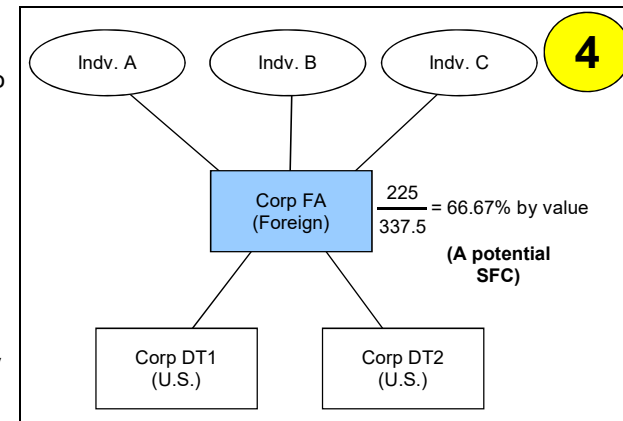 4
Indv. A
Indv. B
Indv. C
o
Corp FA
(Foreign)
225
337.5
= 66.67% by value
(A potential
SFC)
Corp DT1
(U.S.)
Corp DT2
(U.S.)